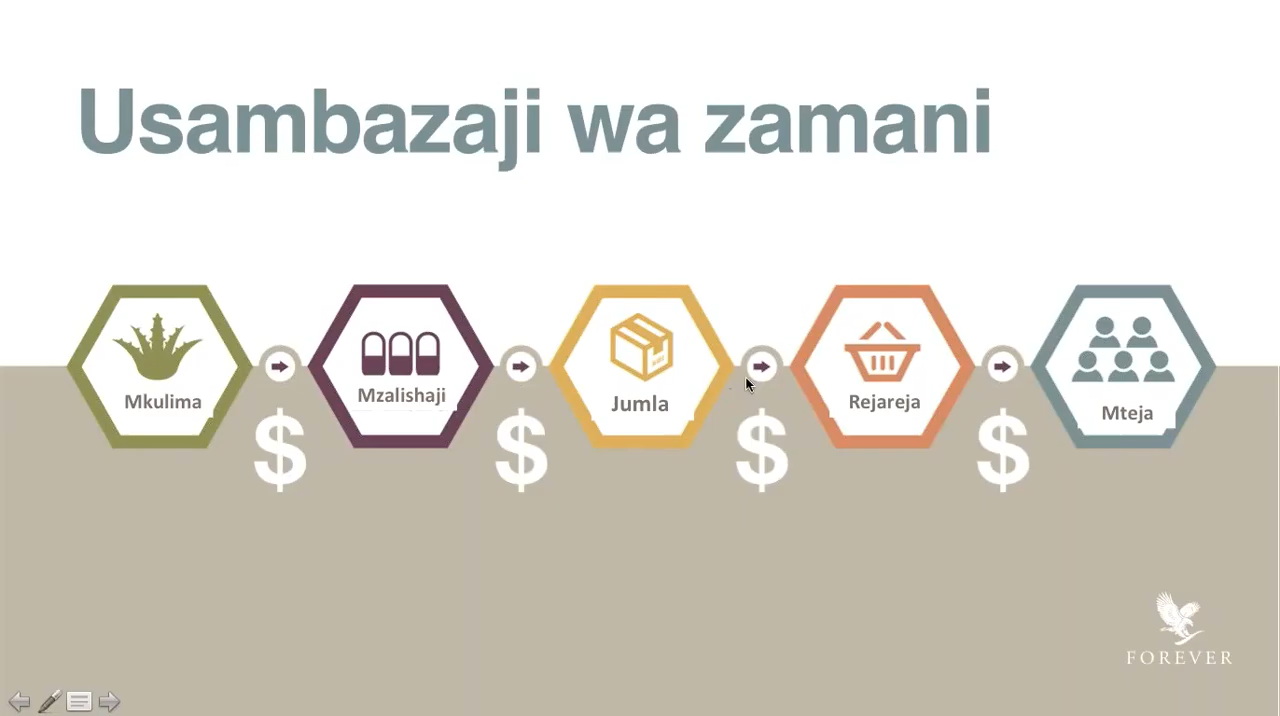 Usambazaji wa zamani
Mkulima
Mzalishaji
Jumla
Rejareja
Mteja
$ $ $ $
FOREVER